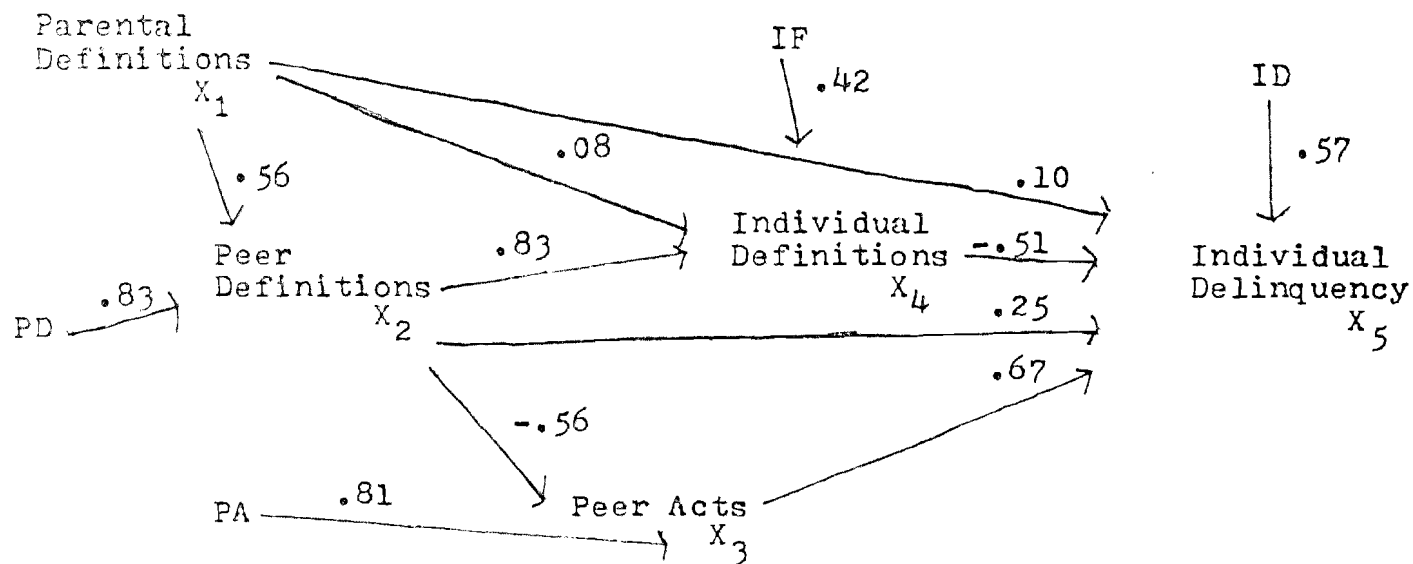 Parental
Definitions
X1
IF
.42
ID
.57
.08
.10
.56
Peer
Definitions
X2
.83
Individual
Definitions
X4
-.51
Individual
Delinquency
X5
PD
.83
.25
.67
-.56
PA
.81
Peer Acts
X3